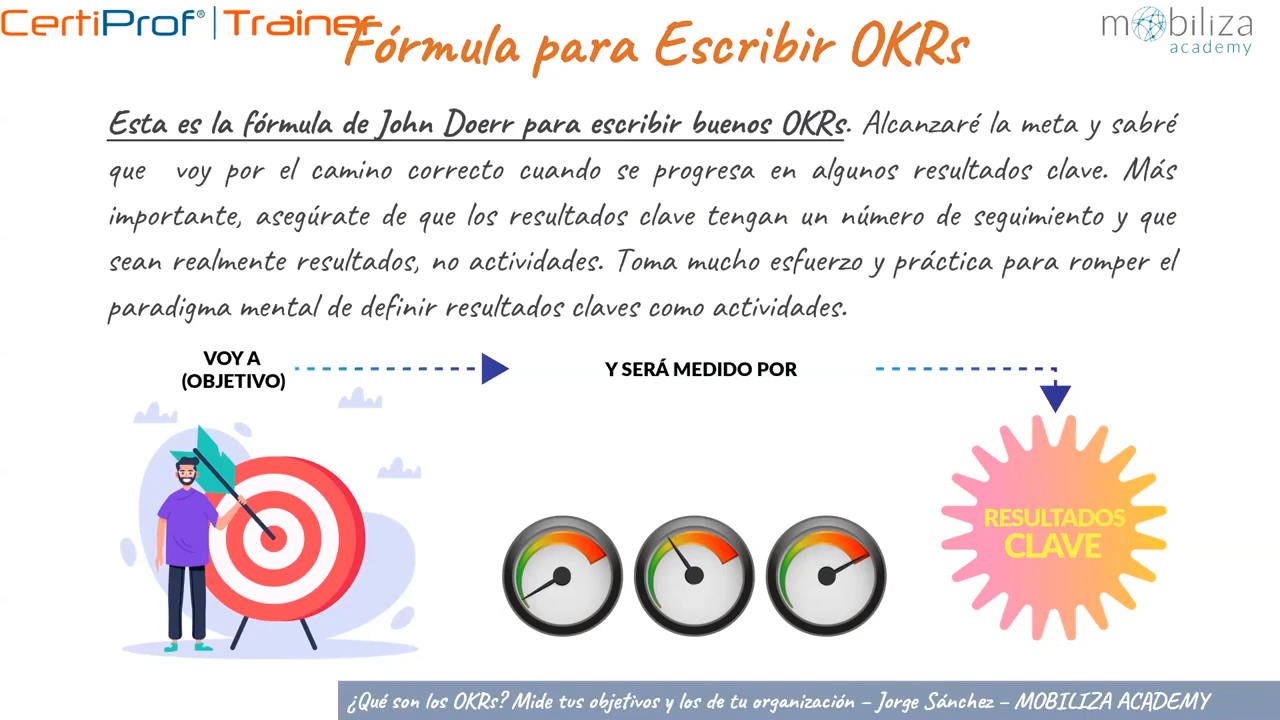 CertiProf® | Trainer
mobiliza
academy
Fórmula para Escribir OKRs
Esta es la fórmula de John Doerr para escribir buenos OKRs. Alcanzaré la meta y sabré
que voy por el camino correcto cuando se progresa en algunos resultados clave. Más
importante, asegúrate de que los resultados clave tengan un número de seguimiento y que
sean realmente resultados, no actividades. Toma mucho esfuerzo y práctica para romper el
paradigma mental de definir resultados claves como actividades.
VOY A
(OBJETIVO)
Y SERÁ MEDIDO POR
RESULTADOS
CLAVE
¿Qué son los OKRs? Mide tus objetivos y los de tu organización – Jorge Sánchez – MOBILIZA ACADEMY